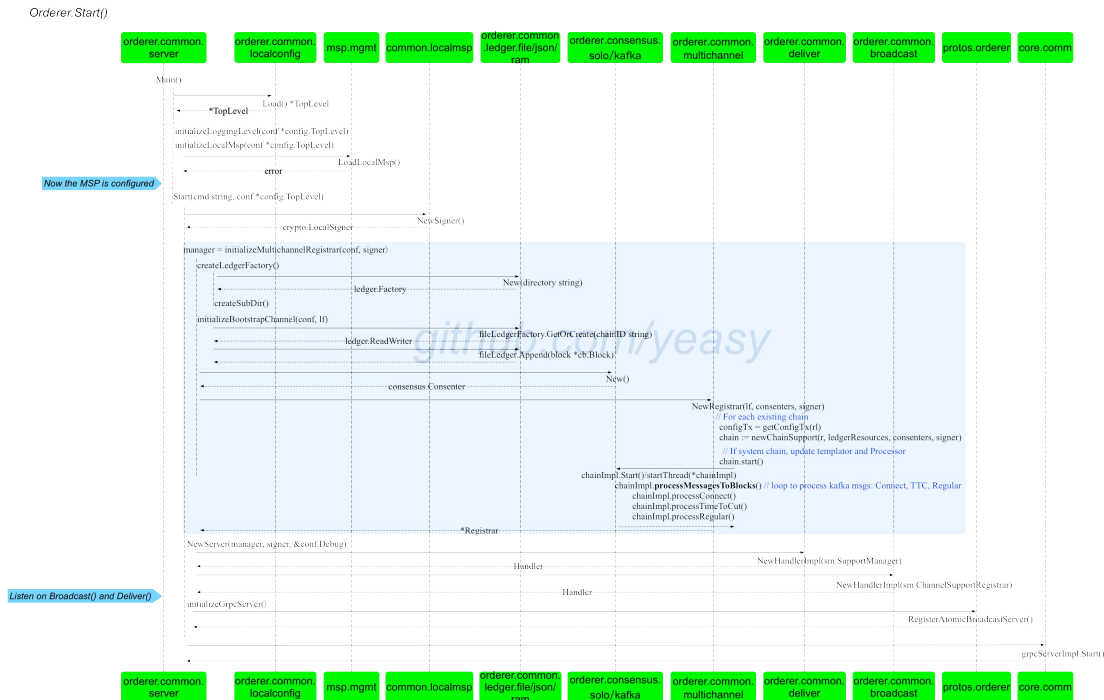 Orderer.Start()
orderer.common.
server
orderer.common.
localconfig
msp.mgmt
common.localmsp
orderer.common
.ledger.file/json/
ram
orderer.consensus.
solo/kafka
orderer.common.
multichannel
orderer.common.
deliver
orderer.common.
broadcast
protos.orderer
core.comm
Main()
Load() *TopLevel
*TopLevel
initializeLoggingLevel(conf *config.TopLevel)
initializeLocalMsp(conf *config.TopLevel)
LoadLocalMsp()
error
Now the MSP is configured
Start(cmd string, conf *config.TopLevel)
NewSigner()
crypto.LocalSigner
manager = initializeMultichannelRegistrar(conf, signer)
createLedgerFactory()
New(directory string)
ledger.Factory
createSubDir()
initializeBootstrapChannel(conf, lf)
fileLedgerFactory.GetOrCreate(chainID string)
ledger.ReadWriter
github.com/yeasy
fileLedger.Append(block *cb.Block)
New()
consensus.Consenter
NewRegistrar(lf, consenters, signer)
// For each existing chain
configTx = getConfigTx(rl)
chain := newChainSupport(r, ledgerResources, consenters, signer)
// If system chain, update templator and Processor
chain.start()
chainImpl.Start()/startThread(*chainImpl)
chainImpl.processMessagesToBlocks() // loop to process kafka msgs: Connect, TTC, Regular
chainImpl.processConnect()
chainImpl.processTimeToCut()
chainImpl.processRegular()
*Registrar
NewServer(manager, signer, &conf.Debug)
NewHandlerImpl(sm SupportManager)
Handler
NewHandlerImpl(sm ChannelSupportRegistrar)
Handler
Listen on Broadcast() and Deliver()
initializeGrpcServer()
RegisterAtomicBroadcastServer()
grpcServerImpl.Start()
orderer.common.
server
orderer.common.
localconfig
msp.mgmt
common.localmsp
orderer.common.
ledger.file/json/
ram
orderer.consensus.
solo/kafka
orderer.common.
multichannel
orderer.common.
deliver
orderer.common.
broadcast
protos.orderer
core.comm